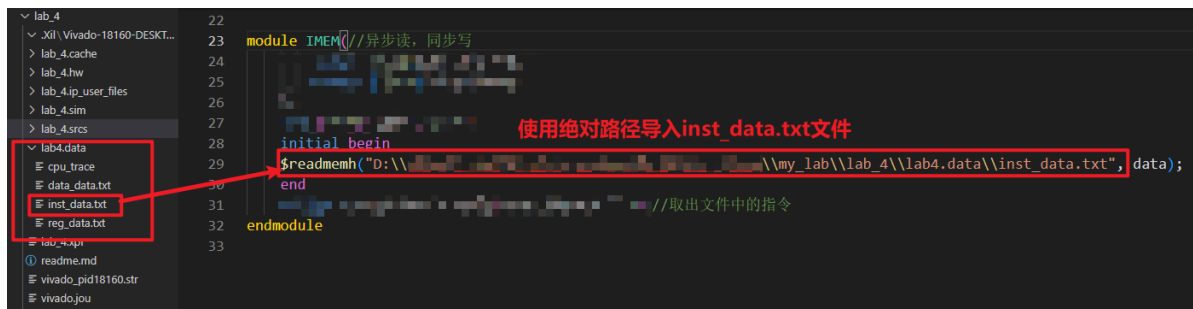 lab_4
.Xil\Vivado-18160-DESKT...
lab_4.cache
lab_4.hw
lab_4.ip_user_files
lab_4.sim
lab_4.srcs
lab4.data
cpu_trace
data_data.txt
inst_data.txt
reg_data.txt
lab_4.xpr
readme.md
vivado_pid18160.str
vivado.jou
22
23 module IMEM(//异步读，同步写
24
25
26
27
使用绝对路径导入inst_data.txt文件
28 initial begin
29 $readmemh("D:\\ \\my_lab\\lab_4\\lab4.data\\inst_data.txt", data);
30 end
31 //取出文件中的指令
32 endmodule
33